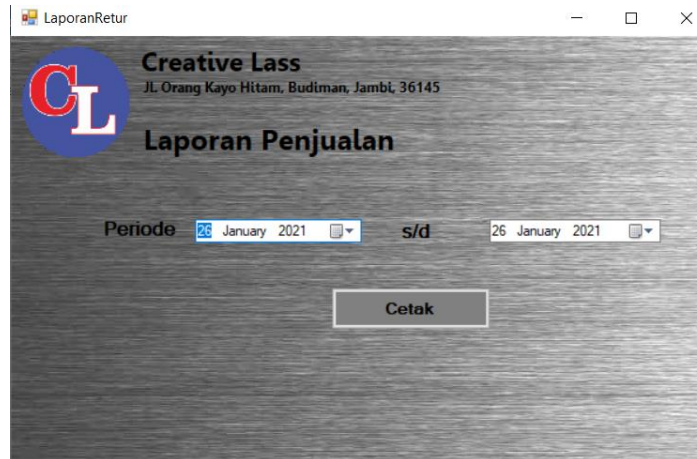 LaporanRetur
CL
Creative Lass
JL Orang Kayo Hitam, Budiman, Jambi, 36145
Laporan Penjualan
Periode 26 January 2021 s/d 26 January 2021
Cetak